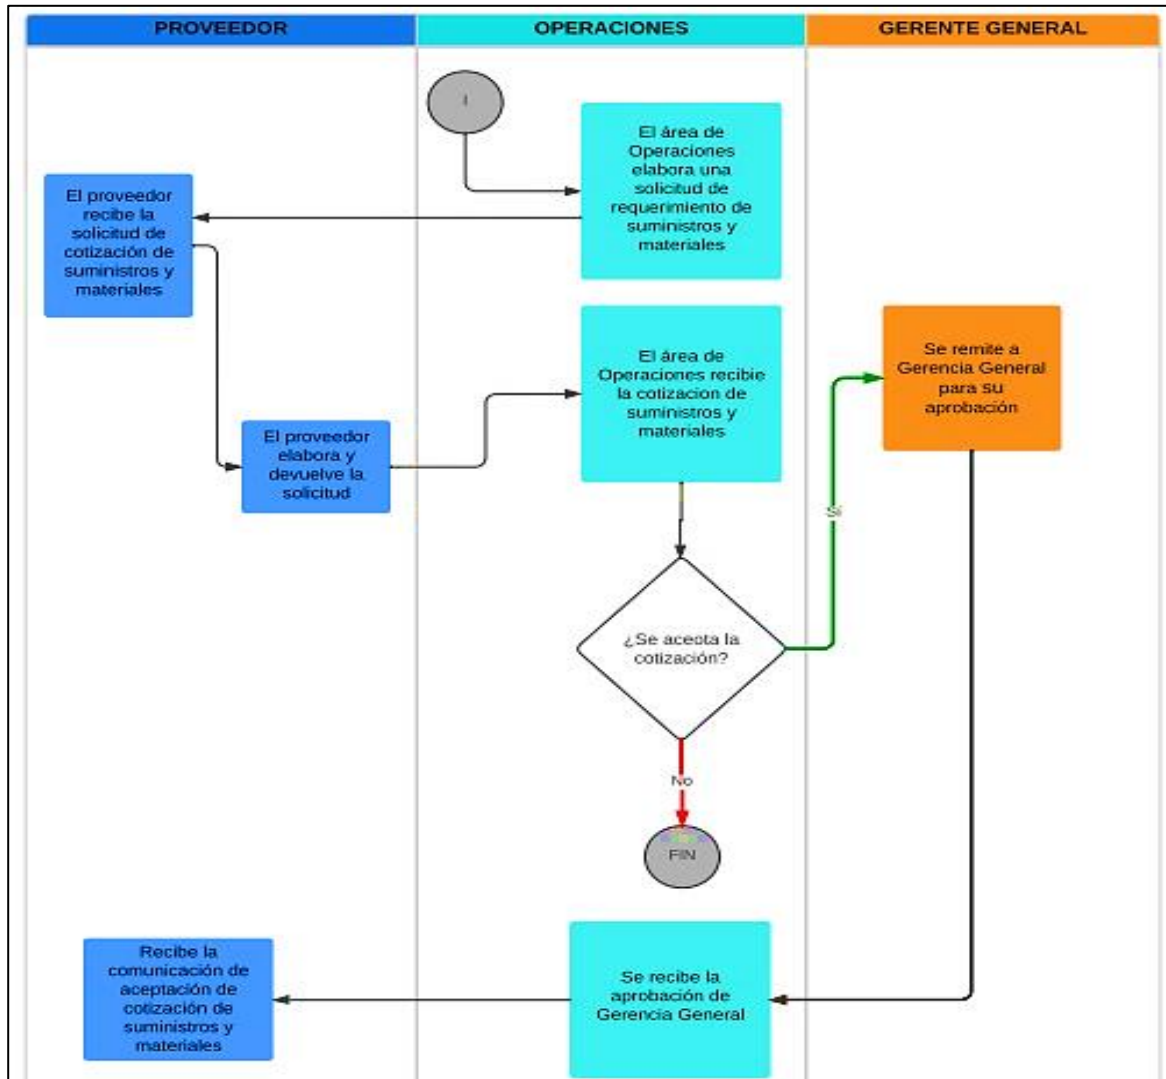 PROVEEDOR
OPERACIONES
GERENTE GENERAL
I
El área de
Operaciones
elabora una
solicitud de
requerimiento de
suministros y
materiales
El proveedor
recibe la
solicitud de
cotización de
suministros y
materiales
El proveedor
elabora y
devuelve la
solicitud
El área de
Operaciones recibie
la cotizacion de
suministros y
materiales
Se remite a
Gerencia General
para su
aprobación
Si
¿Se acepta la
cotización?
No
FIN
Se recibe la
aprobación de
Gerencia General
Recibe la
comunicación de
aceptación de
cotización de
suministros y
materiales